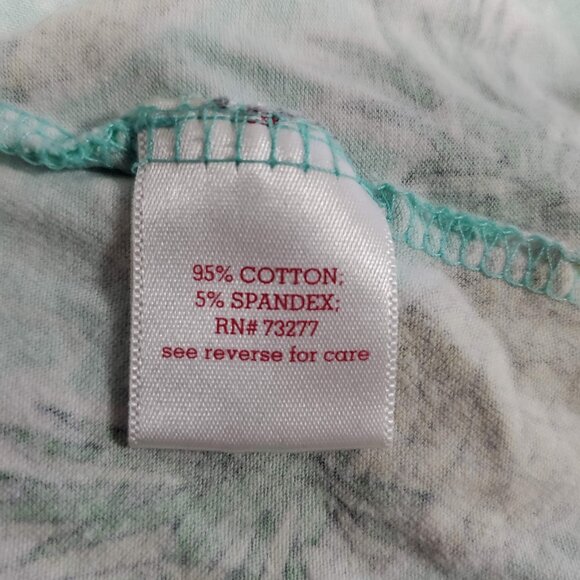 95% COTTON;
5% SPANDEX;
RN# 73277
see reverse for care